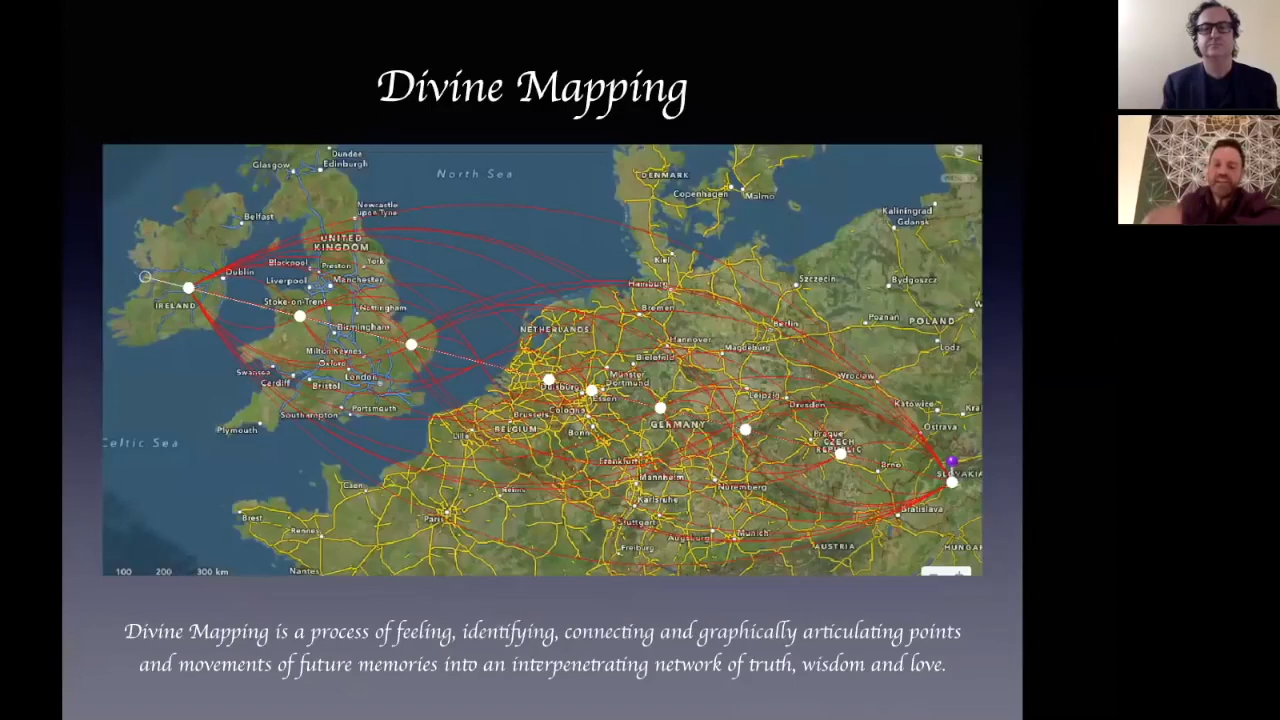 Divine Mapping
Dundee
Glasgow
Edinburgh
North Sea
DENMARK
Copenhagen
Malmo
Newcastle
upon Tyne
Belfast
Kaliningrad
Gdansk
UNITED
KINGDOM
Blackpool
Preston
York
Kiel
Dublin
Liverpool
Manchester
Hamburg
Szczecin
Bydgoszcz
IRELAND
Stoke-on-Trent
Nottingham
Bremen
Birmingham
NETHERLANDS
Berlin
Poznan
POLAND
Hannover
Magdeburg
Lodz
Milton Keynes
Oxford
Bielefeld
Swansea
Cardiff
London
Bristol
Münster
Dortmund
Duisburg
Essen
Wroclaw
Leipzig
Dresden
Katowice
Southampton
Portsmouth
Plymouth
Brussels
Cologne
BELGIUM
Bonn
GERMANY
Ostrava
Celtic Sea
Lille
Prague
CZECH
REPUBLIC
Frankfurt
Brno
SLOVAKIA
Mannheim
Nuremberg
Caen
Reims
Karlsruhe
Brest
Paris
Stuttgart
Bratislava
Rennes
Augsburg
Munich
Freiburg
AUSTRIA
Nantes
100 200 300 km
Divine Mapping is a process of feeling, identifying, connecting and graphically articulating points
and movements of future memories into an interpenetrating network of truth, wisdom and love.